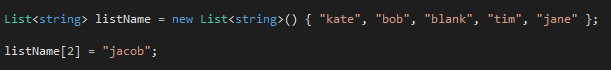 List<string> listName = new List<string>() { "kate", "bob", "blank", "tim", "jane" };
listName[2] = "jacob";